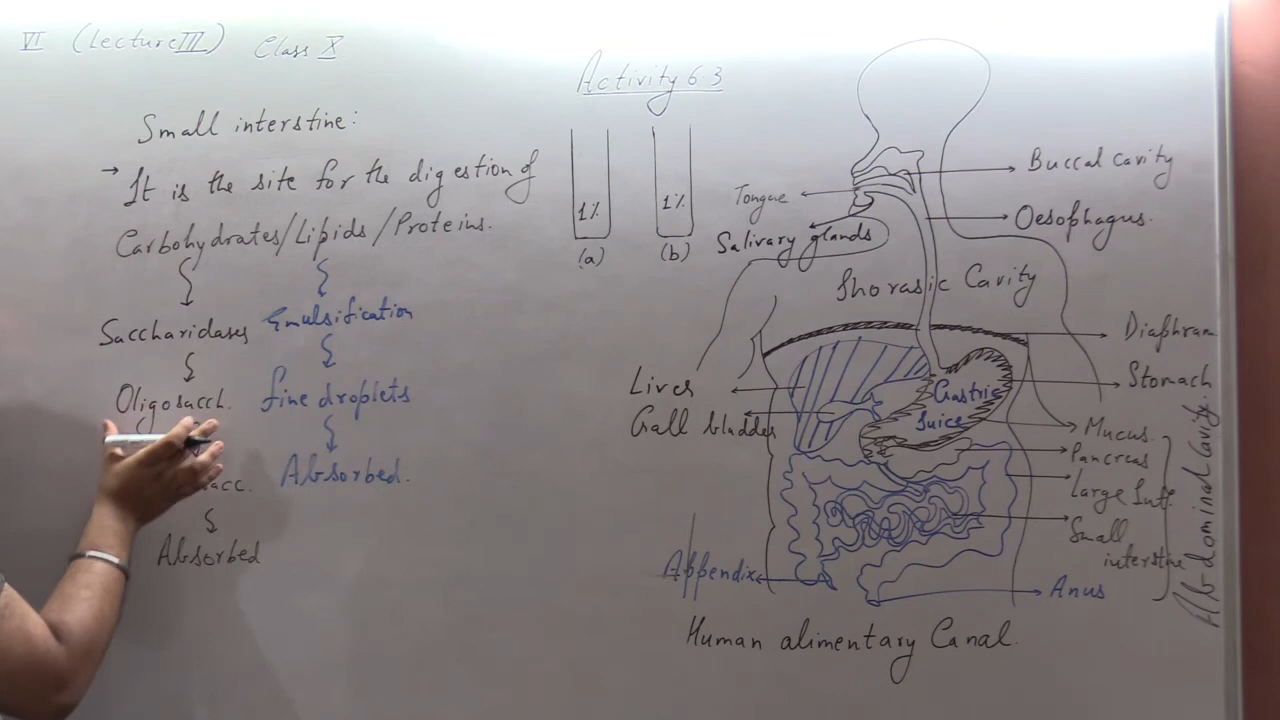 VI (Lecture III) Class X
Small interstine:
→ It is the site for the digestion of
Carbohydrates/Lipids/Proteins.
Saccharidases
Oligosacch.
acc.
Absorbed
Emulsification
fine droplets
Absorbed.
Activity 6.3
1%
1%
(a)
(b)
Buccal cavity
Tongue
Oesophagus.
Salivary glands
Thorasic Cavity
Diaphram
Liver
Stomach
Gastric
Juice
Gall bladder
Mucus.
Pancreas
Large Intt.
Small
interstine
Appendix
Anus
Abdominal Cavity.
Human alimentary Canal.